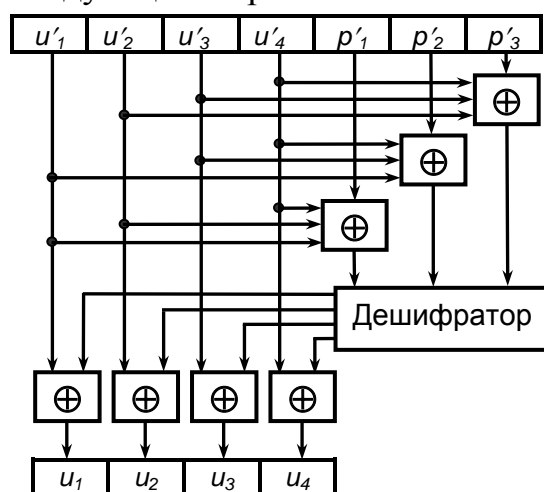 u′₁ u′₂ u′₃ u′₄ p′₁ p′₂ p′₃
⊕
⊕
⊕
Дешифратор
⊕ ⊕ ⊕ ⊕
u₁ u₂ u₃ u₄